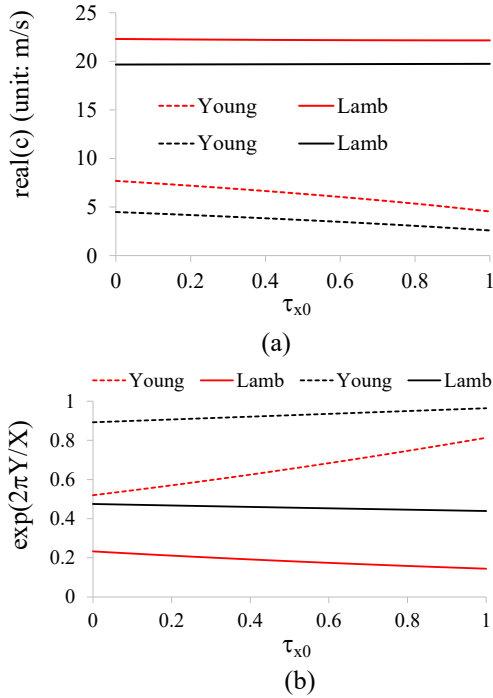 real(c) (unit: m/s)
25
20
15
10
5
0
Young Lamb
Young Lamb
0 0.2 0.4 0.6 0.8 1
τx0
(a)
Young Lamb Young Lamb
exp(2πY/X)
1
0.8
0.6
0.4
0.2
0
0 0.2 0.4 0.6 0.8 1
τx0
(b)